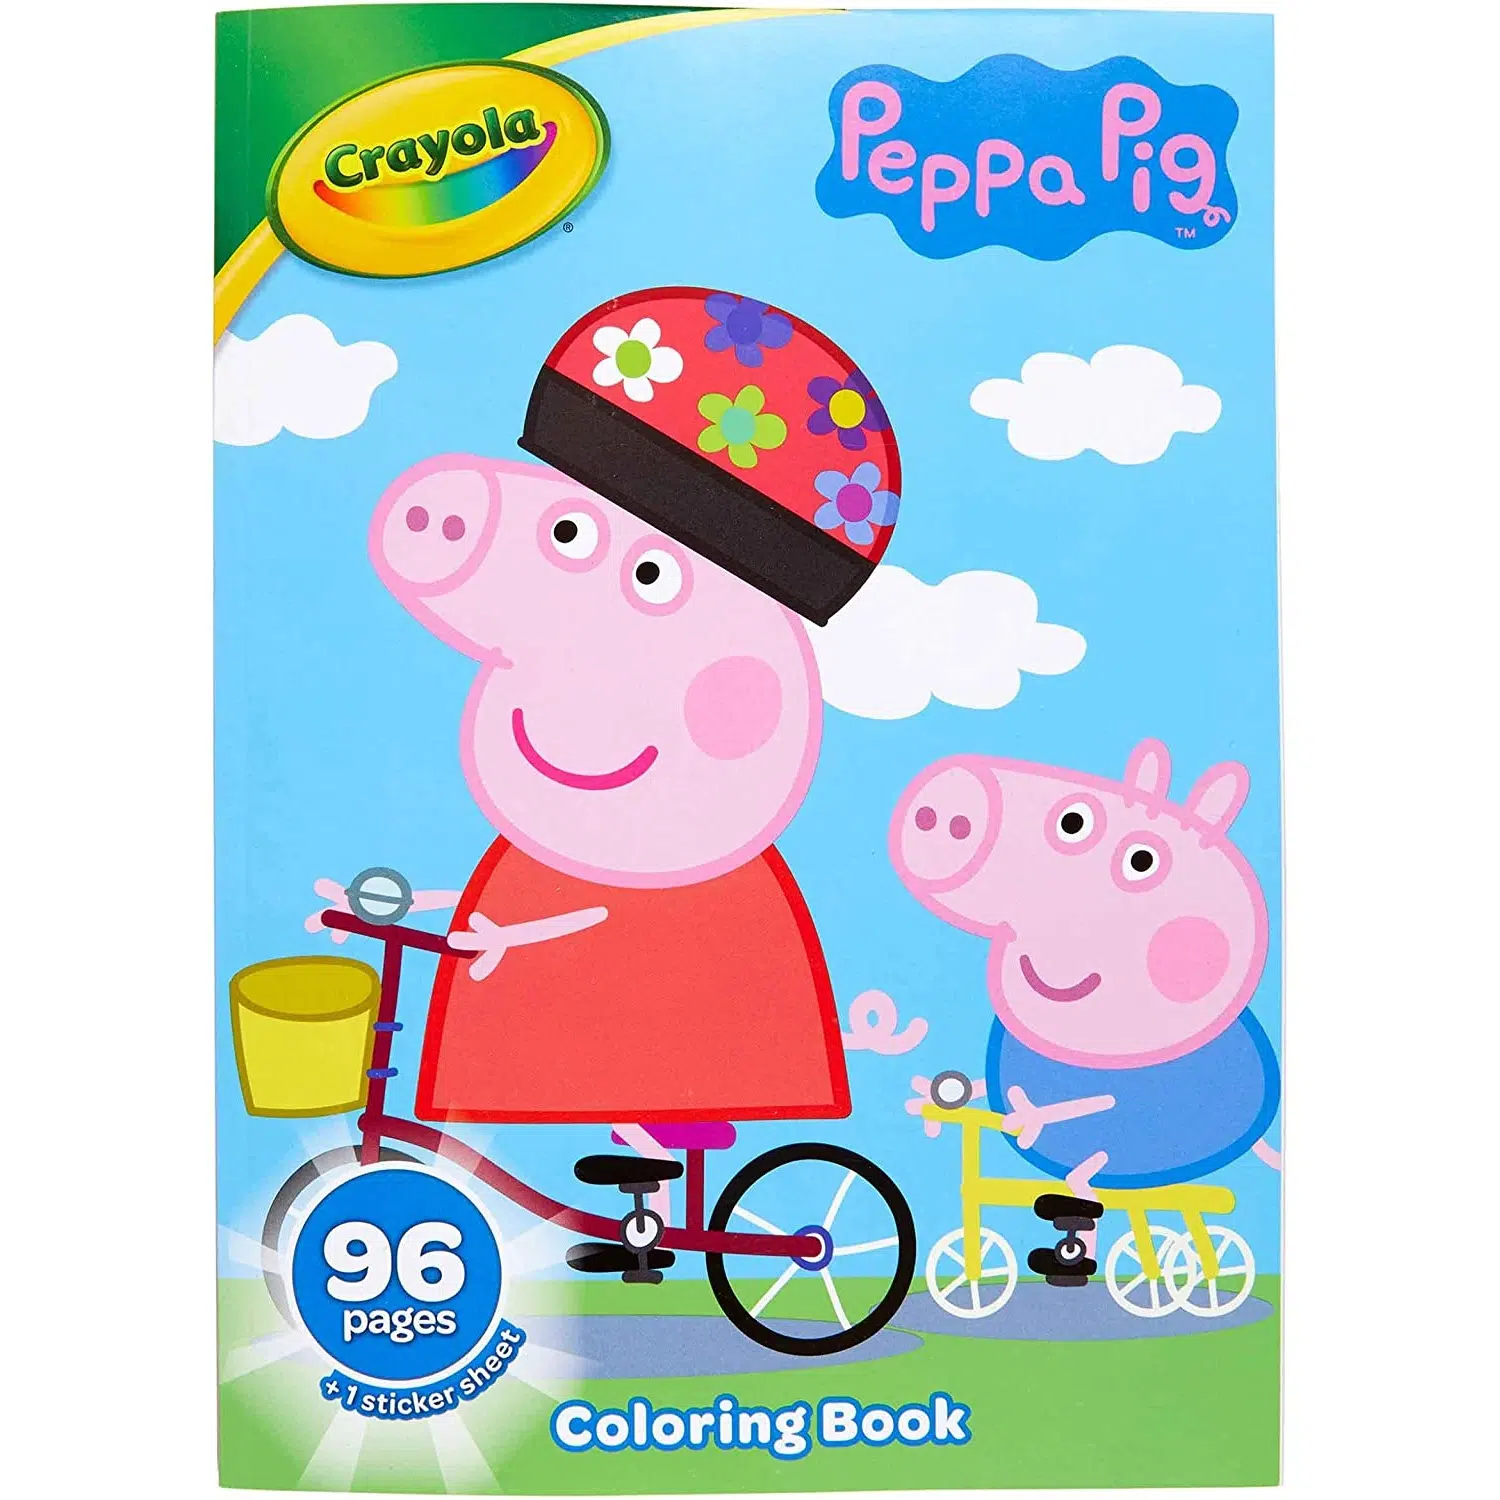 Crayola
®
Peppa Pig
TM
96
pages
+ 1 sticker sheet
Coloring Book